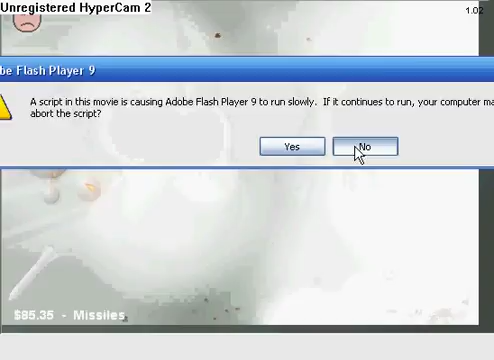 Unregistered HyperCam 2
1.02
be Flash Player 9
A script in this movie is causing Adobe Flash Player 9 to run slowly.  If it continues to run, your computer ma
abort the script?
Yes
No
$85.35 - Missiles